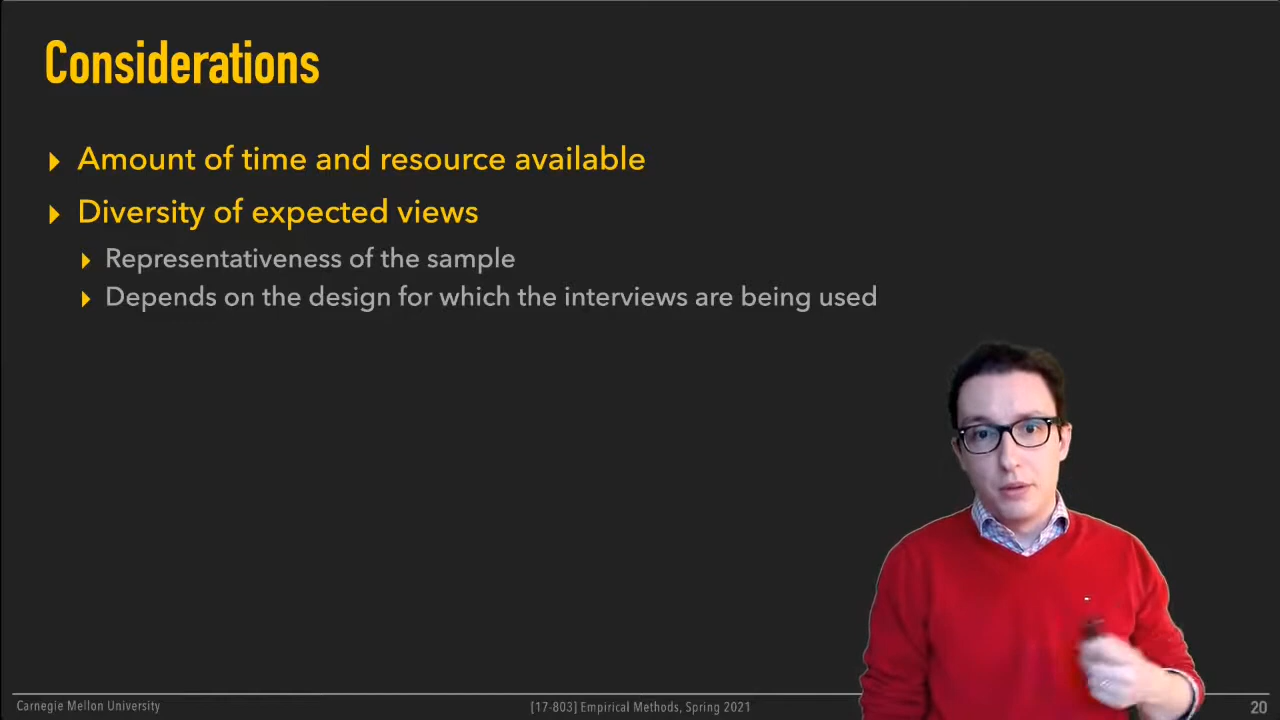 Considerations
Amount of time and resource available
Diversity of expected views
Representativeness of the sample
Depends on the design for which the interviews are being used
Carnegie Mellon University
[17-803] Empirical Methods, Spring 2021
20